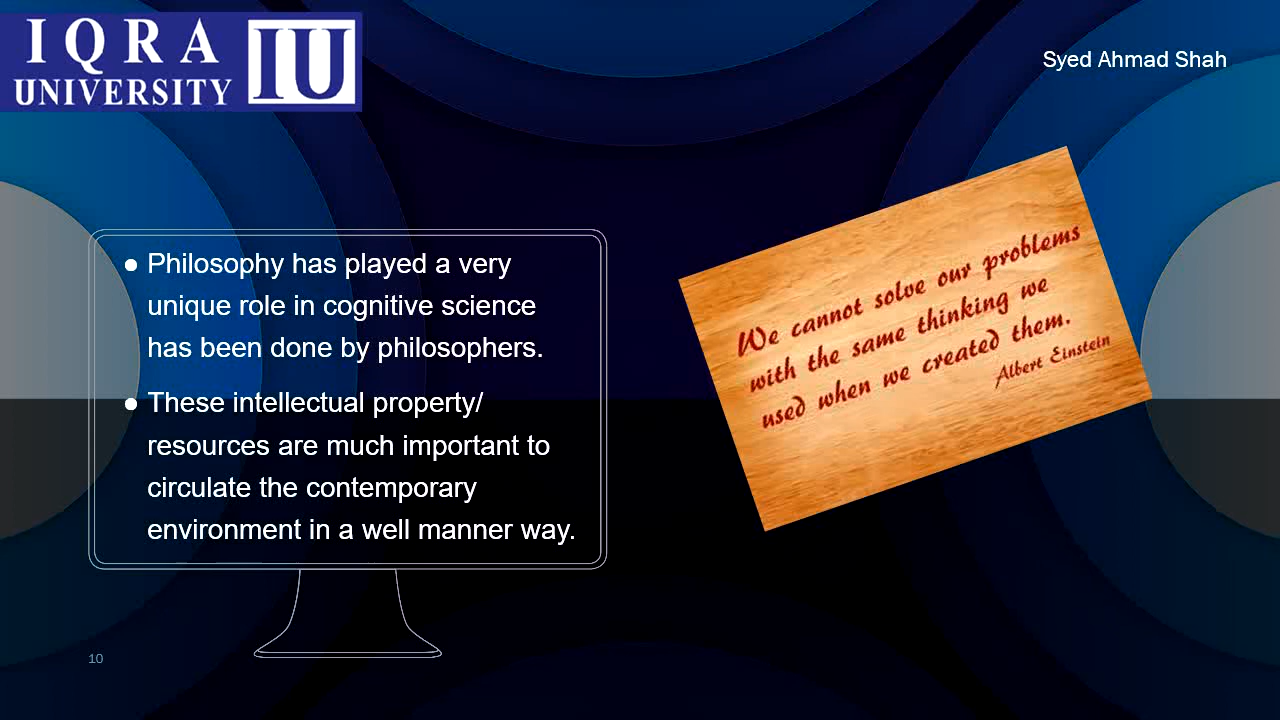 IQRA
UNIVERSITY
IU
Syed Ahmad Shah
● Philosophy has played a very
unique role in cognitive science
has been done by philosophers.
● These intellectual property/
resources are much important to
circulate the contemporary
environment in a well manner way.
We cannot solve our problems
with the same thinking we
used when we created them.
Albert Einstein
10